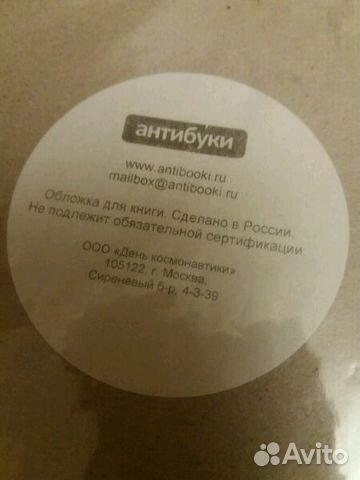 антибуки
www.antibooki.ru
mailbox@antibooki.ru
Обложка для книги. Сделано в России.
Не подлежит обязательной сертификации
ООО «День космонавтики»
105122, г. Москва,
Сиреневый б-р, 4-3-39
Avito